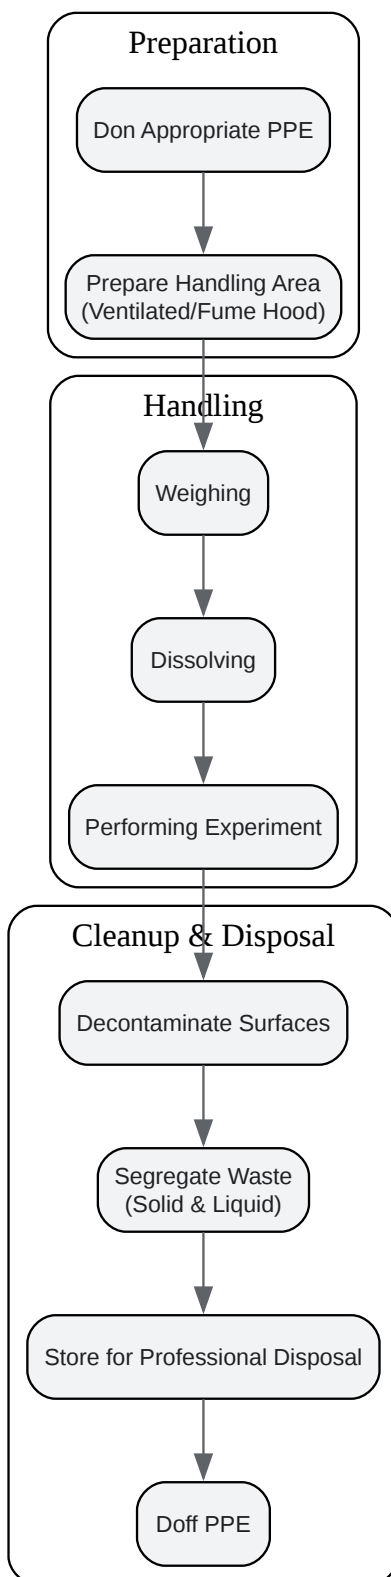 Preparation
Don Appropriate PPE
Prepare Handling Area
(Ventilated/Fume Hood)
Handling
Weighing
Dissolving
Performing Experiment
Cleanup & Disposal
Decontaminate Surfaces
Segregate Waste
(Solid & Liquid)
Store for Professional Disposal
Doff PPE